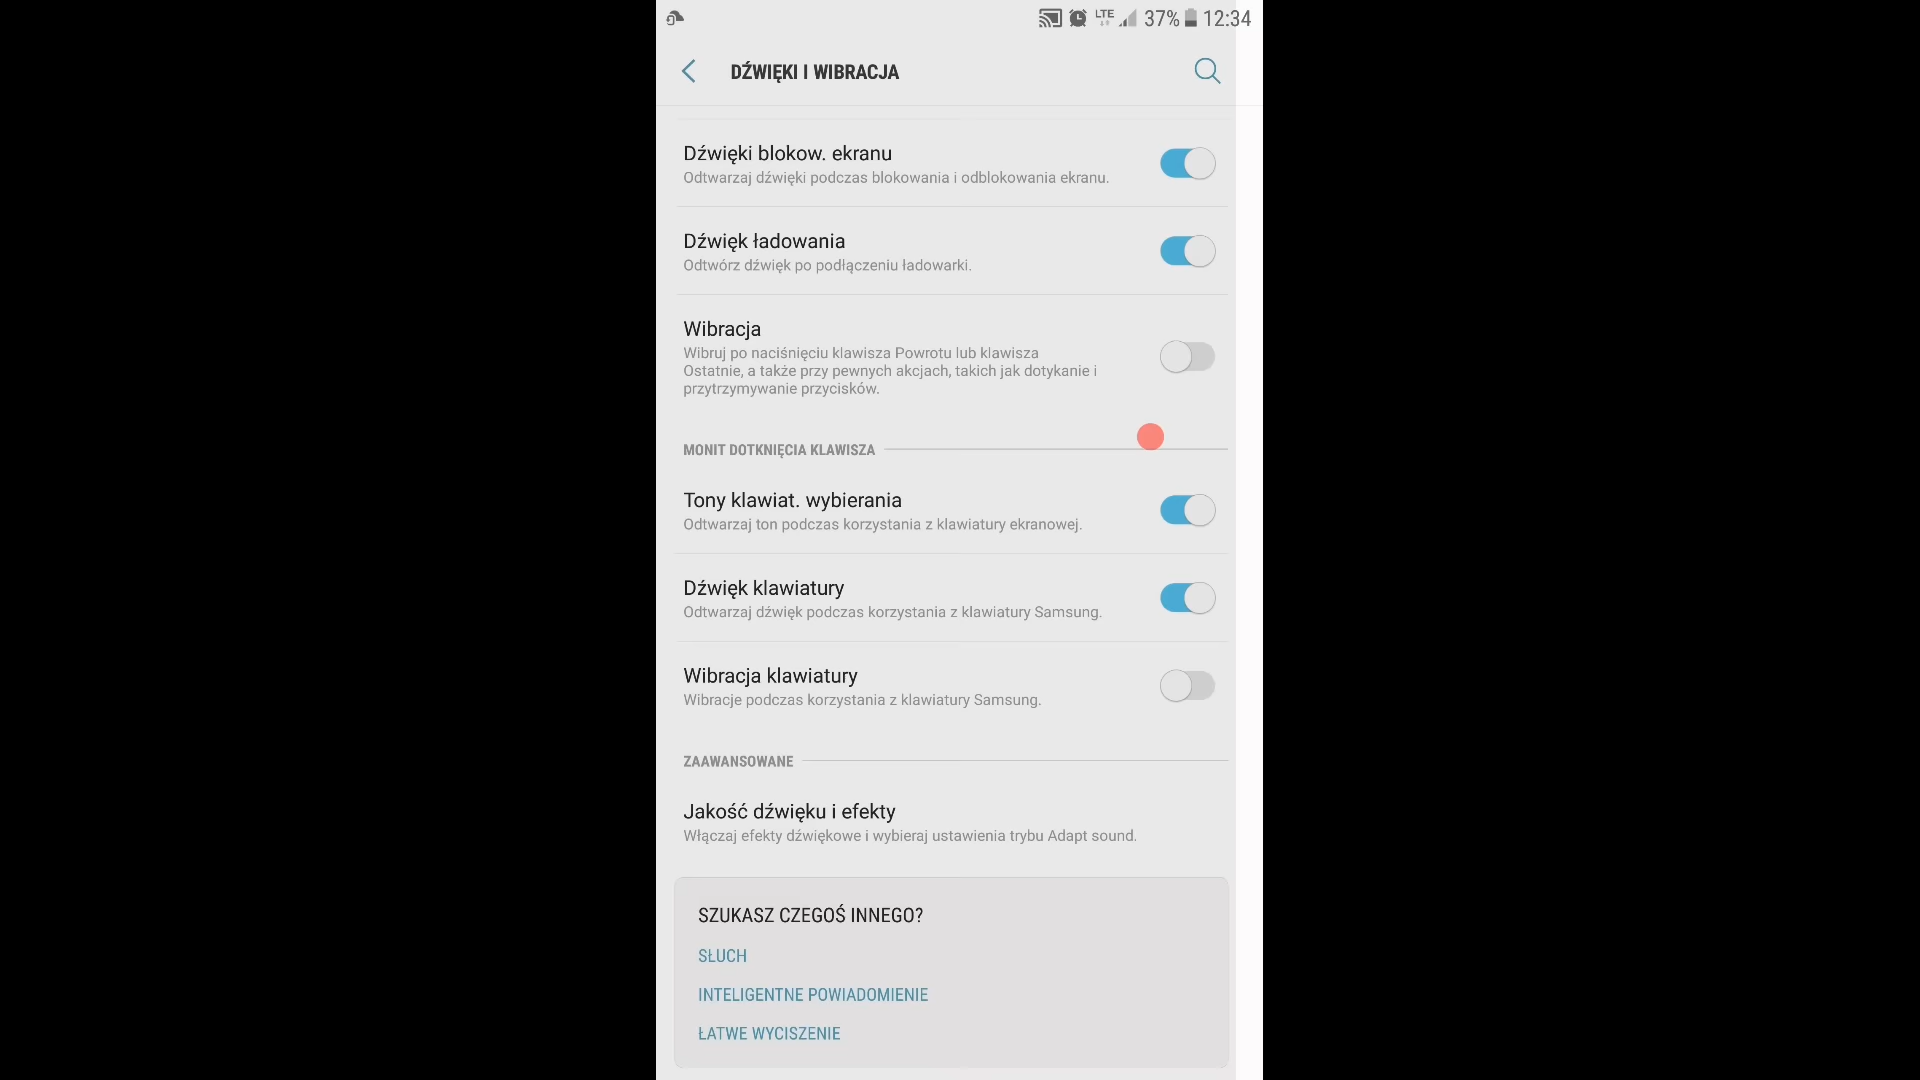 LTE 37% 12:34
DŹWIĘKI I WIBRACJA
Dźwięki blokow. ekranu
Odtwarzaj dźwięki podczas blokowania i odblokowania ekranu.
Dźwięk ładowania
Odtwórz dźwięk po podłączeniu ładowarki.
Wibracja
Wibruj po naciśnięciu klawisza Powrotu lub klawisza
Ostatnie, a także przy pewnych akcjach, takich jak dotykanie i
przytrzymywanie przycisków.
MONIT DOTKNIĘCIA KLAWISZA
Tony klawiat. wybierania
Odtwarzaj ton podczas korzystania z klawiatury ekranowej.
Dźwięk klawiatury
Odtwarzaj dźwięk podczas korzystania z klawiatury Samsung.
Wibracja klawiatury
Wibracje podczas korzystania z klawiatury Samsung.
ZAAWANSOWANE
Jakość dźwięku i efekty
Włączaj efekty dźwiękowe i wybieraj ustawienia trybu Adapt sound.
SZUKASZ CZEGOŚ INNEGO?
SŁUCH
INTELIGENTNE POWIADOMIENIE
ŁATWE WYCISZENIE